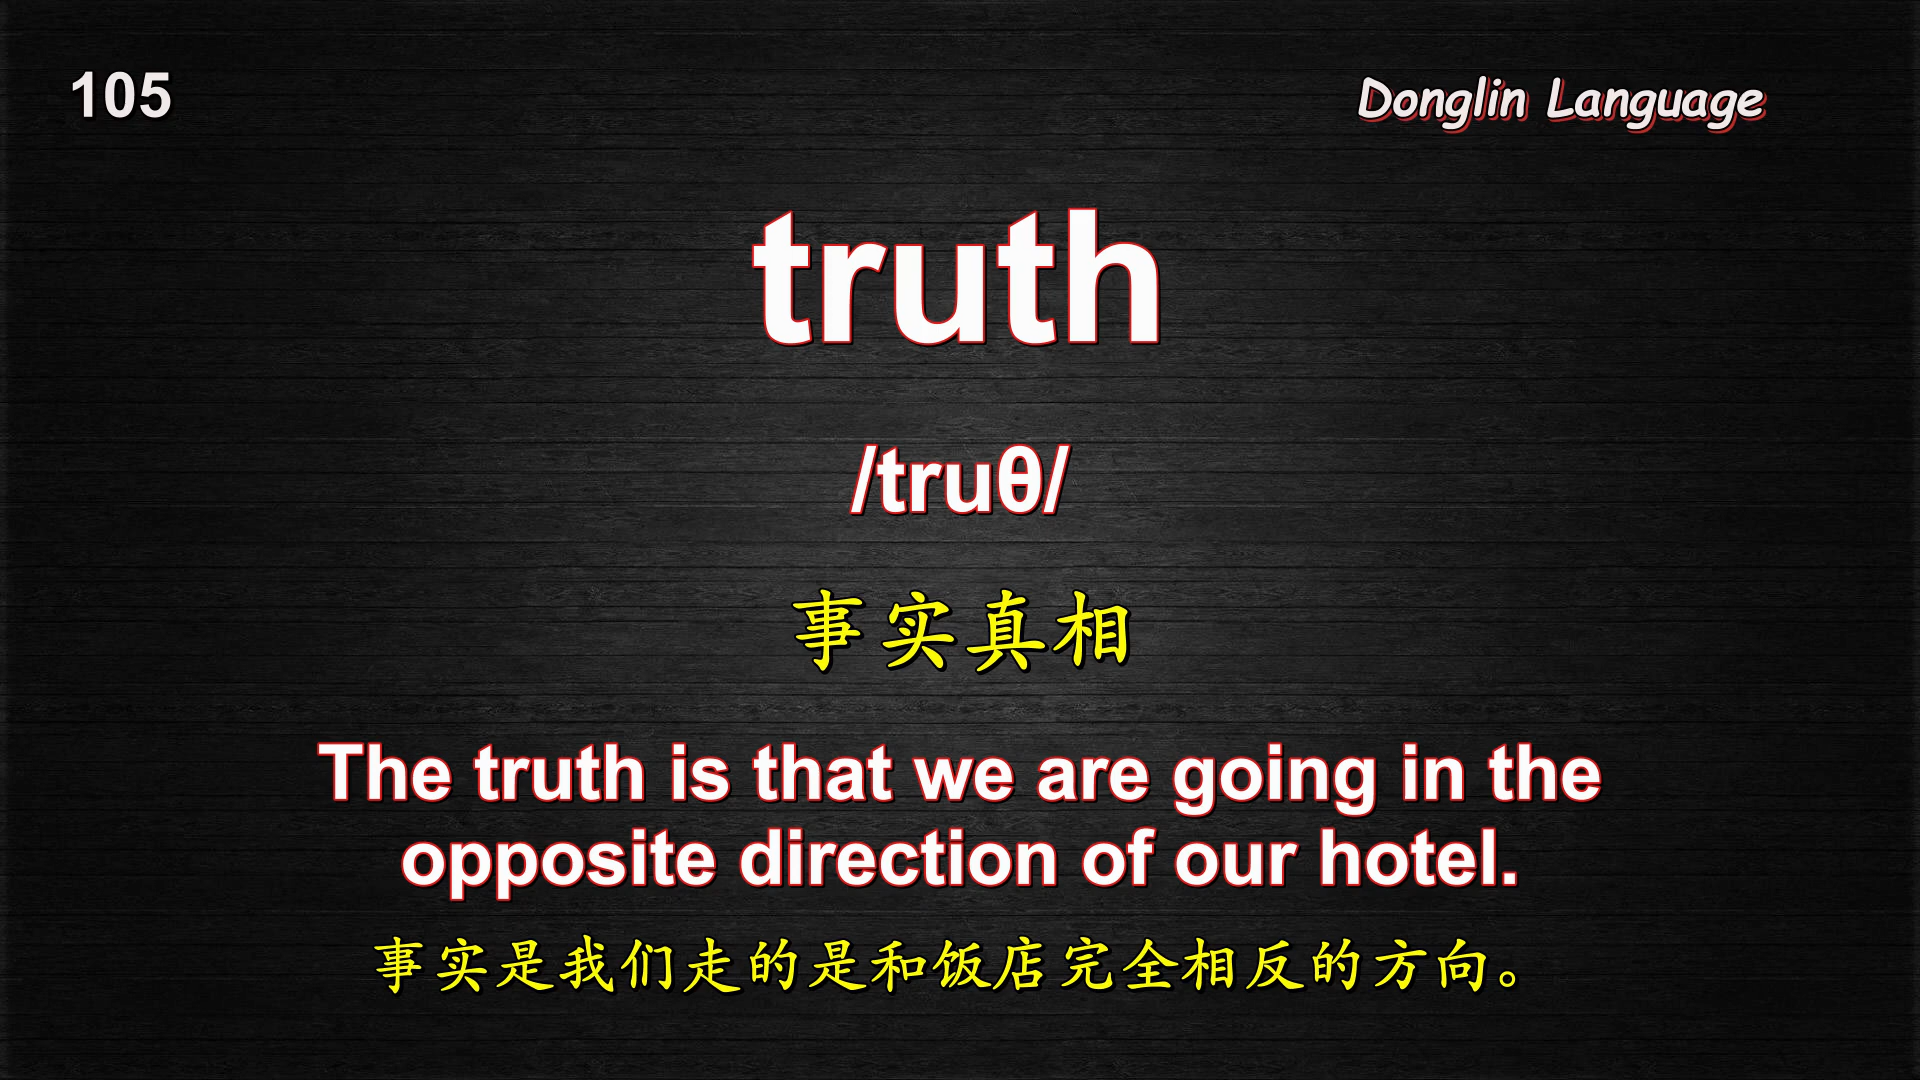 105
Donglin Language
truth
/truθ/
事实真相
The truth is that we are going in the
opposite direction of our hotel.
事实是我们走的是和饭店完全相反的方向。